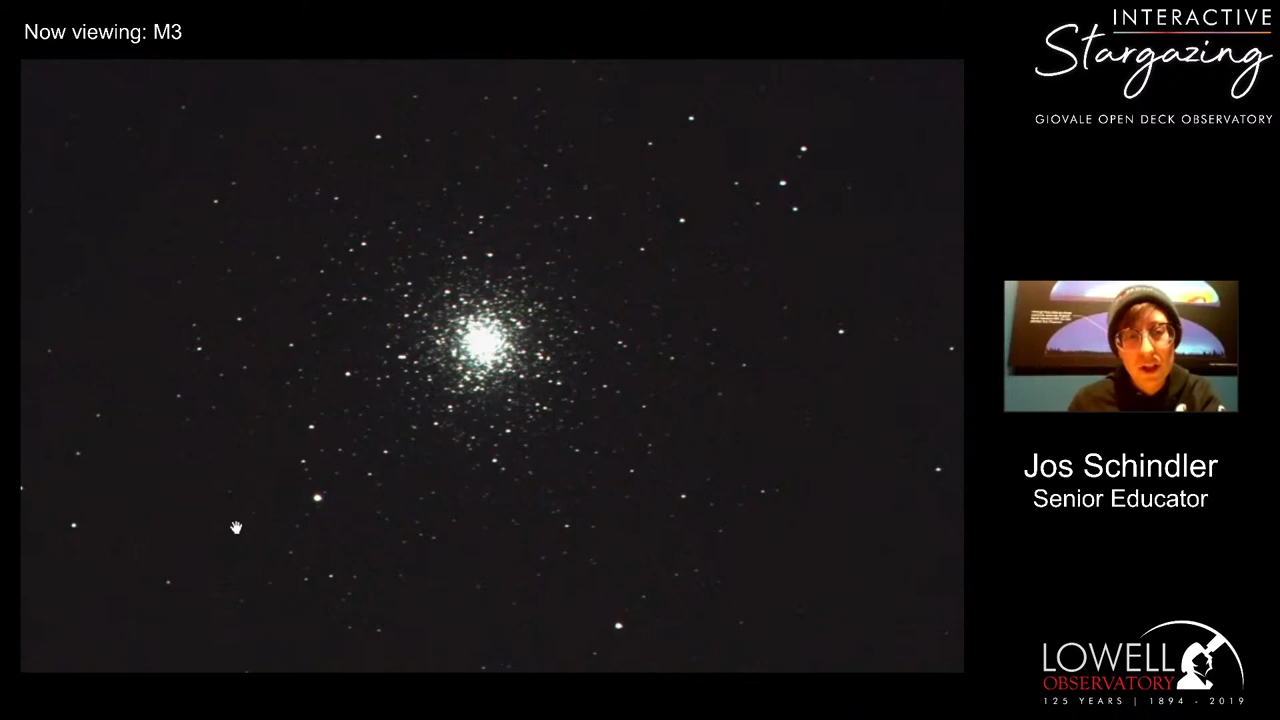 Now viewing: M3
INTERACTIVE
Stargazing
GIOVALE OPEN DECK OBSERVATORY
Jos Schindler
Senior Educator
LOWELL
OBSERVATORY
125 YEARS | 1894 - 2019